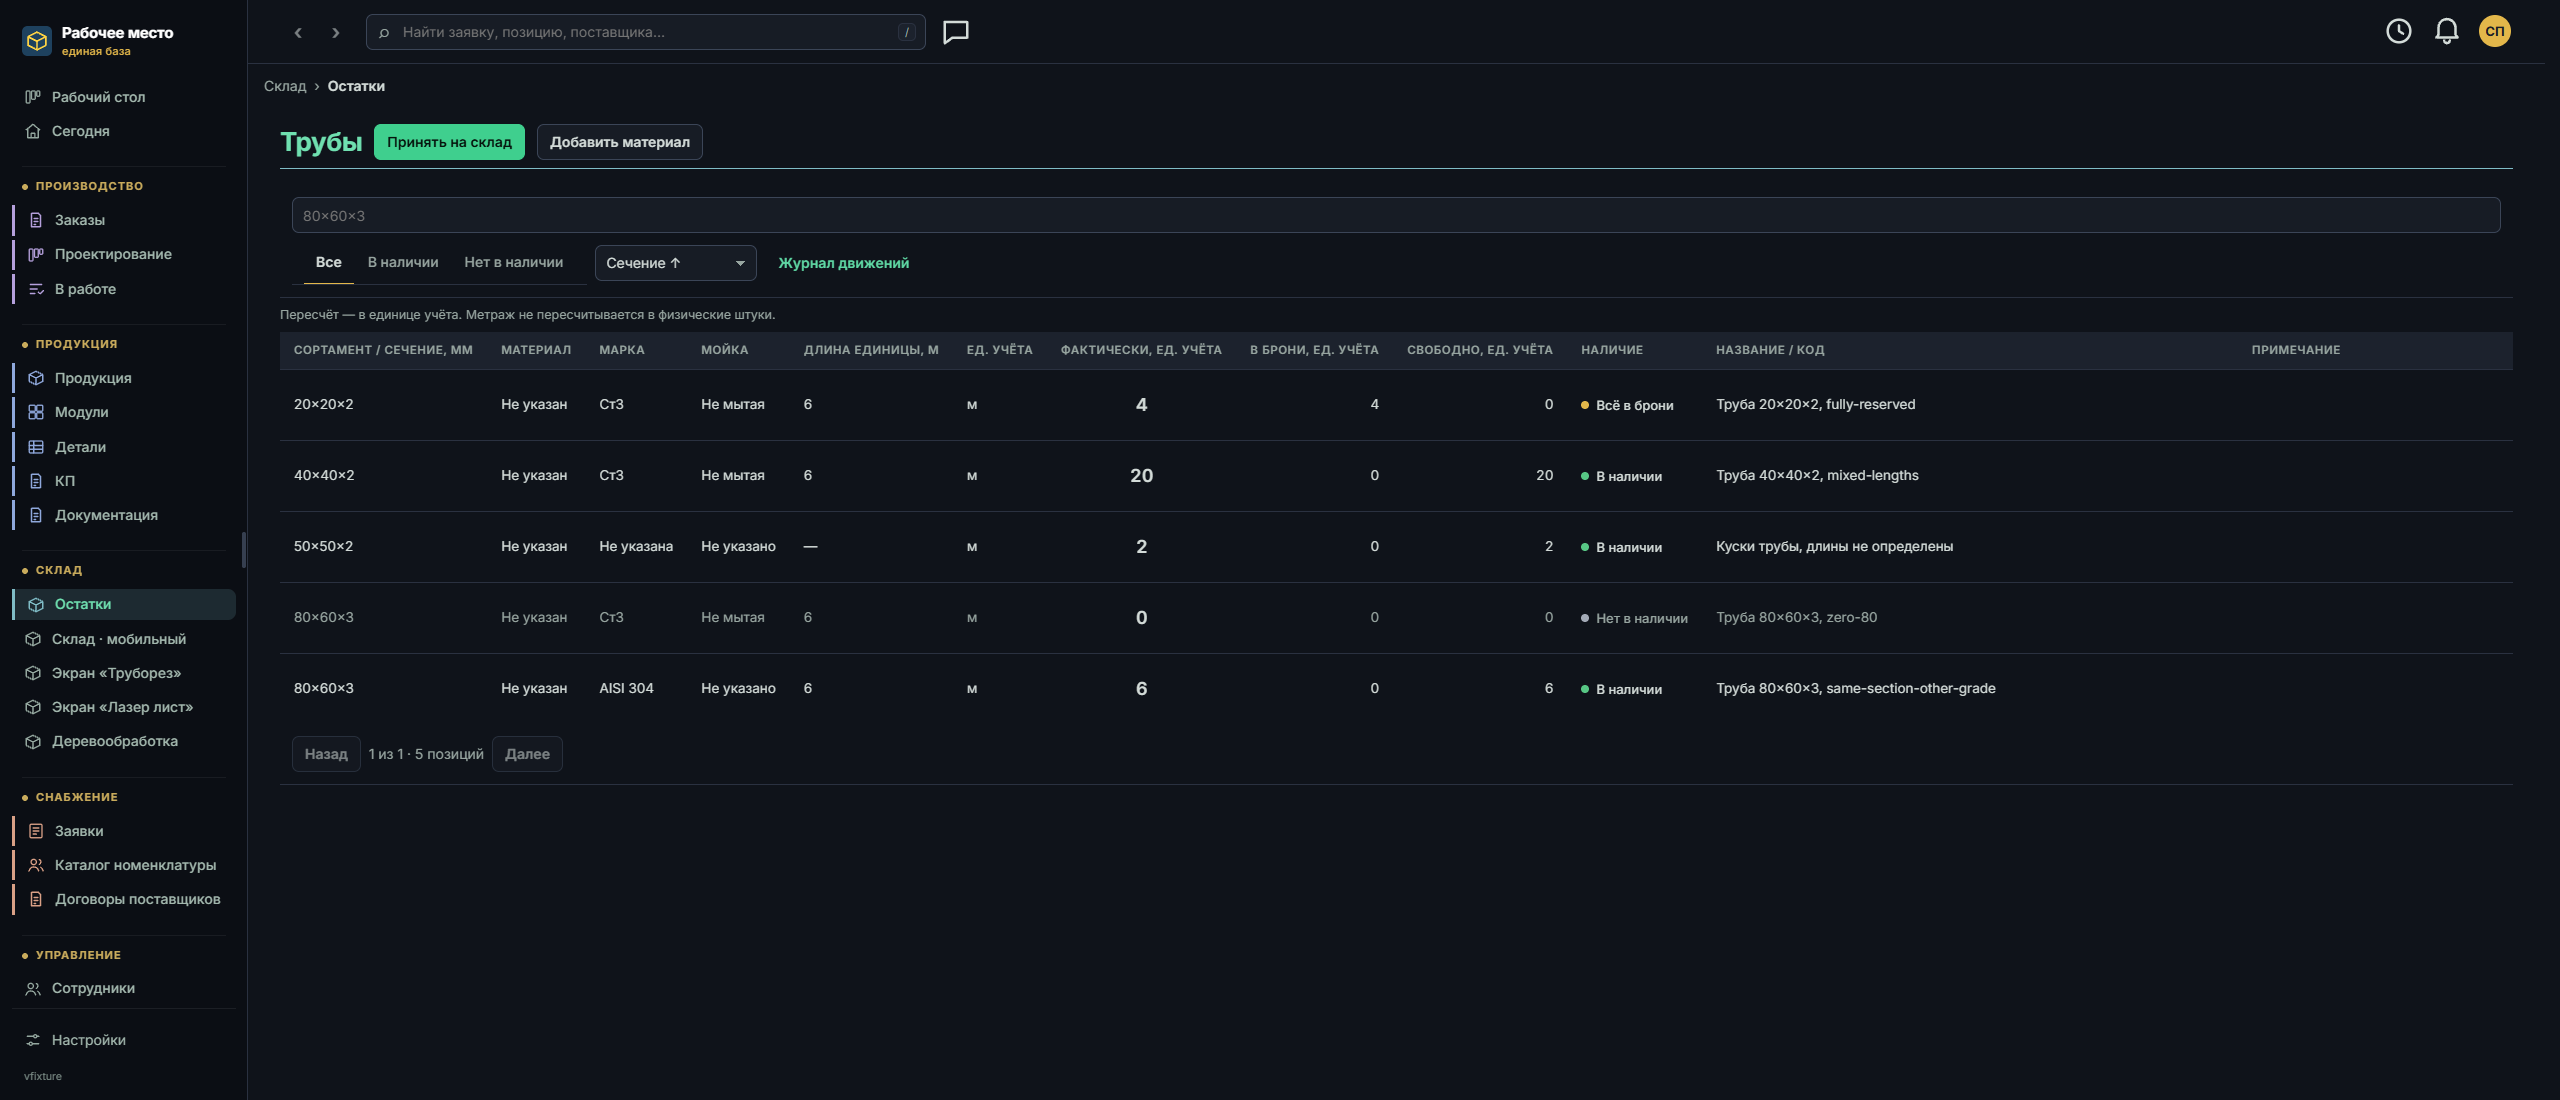 Рабочее место
единая база
Рабочий стол
Сегодня
ПРОИЗВОДСТВО
Заказы
Проектирование
В работе
ПРОДУКЦИЯ
Продукция
Модули
Детали
КП
Документация
СКЛАД
Остатки
Склад · мобильный
Экран «Труборез»
Экран «Лазер лист»
Деревообработка
СНАБЖЕНИЕ
Заявки
Каталог номенклатуры
Договоры поставщиков
УПРАВЛЕНИЕ
Сотрудники
Настройки
vfixture
Найти заявку, позицию, поставщика... /
СП
Склад › Остатки
Трубы Принять на склад Добавить материал
80×60×3
Все В наличии Нет в наличии Сечение ↑ Журнал движений
Пересчёт — в единице учёта. Метраж не пересчитывается в физические штуки.
СОРТАМЕНТ / СЕЧЕНИЕ, ММ МАТЕРИАЛ МАРКА МОЙКА ДЛИНА ЕДИНИЦЫ, М ЕД. УЧЁТА ФАКТИЧЕСКИ, ЕД. УЧЁТА В БРОНИ, ЕД. УЧЁТА СВОБОДНО, ЕД. УЧЁТА НАЛИЧИЕ НАЗВАНИЕ / КОД ПРИМЕЧАНИЕ
20×20×2 Не указан Ст3 Не мытая 6 м 4 4 0 Всё в брони Труба 20×20×2, fully-reserved
40×40×2 Не указан Ст3 Не мытая 6 м 20 0 20 В наличии Труба 40×40×2, mixed-lengths
50×50×2 Не указан Не указана Не указано — м 2 0 2 В наличии Куски трубы, длины не определены
80×60×3 Не указан Ст3 Не мытая 6 м 0 0 0 Нет в наличии Труба 80×60×3, zero-80
80×60×3 Не указан AISI 304 Не указано 6 м 6 0 6 В наличии Труба 80×60×3, same-section-other-grade
Назад 1 из 1 · 5 позиций Далее